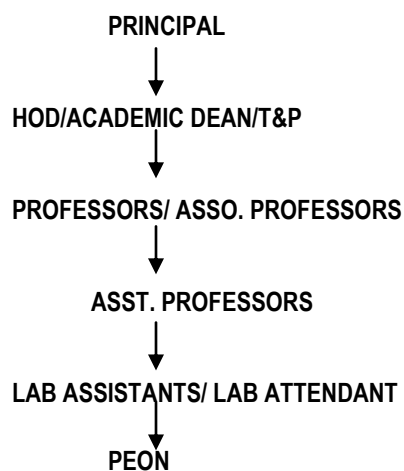 PRINCIPAL
HOD/ACADEMIC DEAN/T&P
PROFESSORS/ ASSO. PROFESSORS
ASST. PROFESSORS
LAB ASSISTANTS/ LAB ATTENDANT
PEON